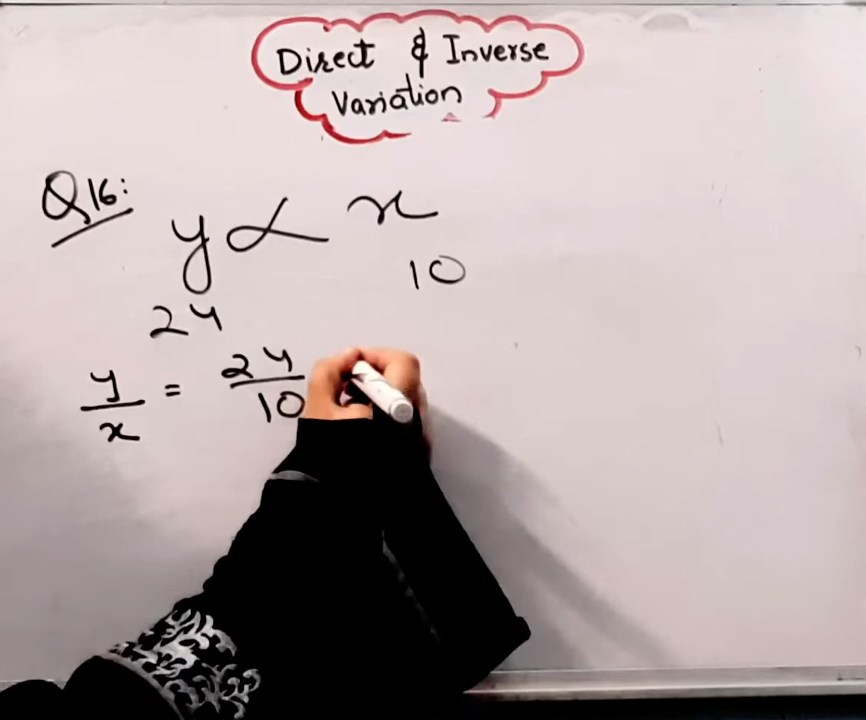 Direct & Inverse
Variation
Q16:
y ∝ x
10
24
y/x = 24/10